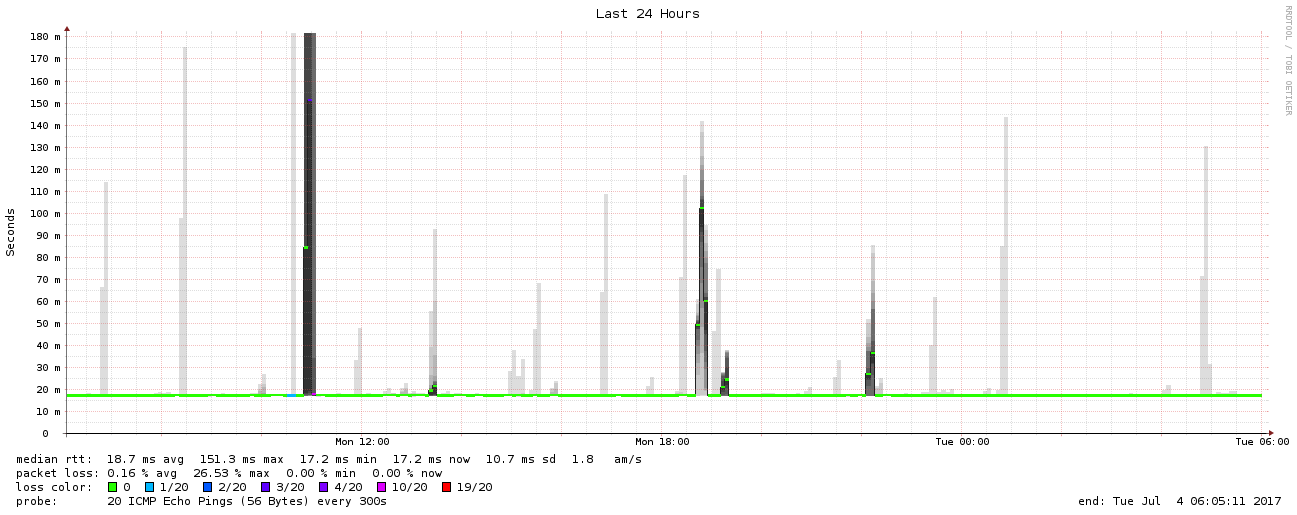 Last 24 Hours
RRDTOOL / TOBI OETIKER
Seconds
180 m
170 m
160 m
150 m
140 m
130 m
120 m
110 m
100 m
90 m
80 m
70 m
60 m
50 m
40 m
30 m
20 m
10 m
0
Mon 12:00 Mon 18:00 Tue 00:00 Tue 06:00
median rtt: 18.7 ms avg 151.3 ms max 17.2 ms min 17.2 ms now 10.7 ms sd 1.8 am/s
packet loss: 0.16 % avg 26.53 % max 0.00 % min 0.00 % now
loss color: 0 1/20 2/20 3/20 4/20 10/20 19/20
probe: 20 ICMP Echo Pings (56 Bytes) every 300s end: Tue Jul 4 06:05:11 2017